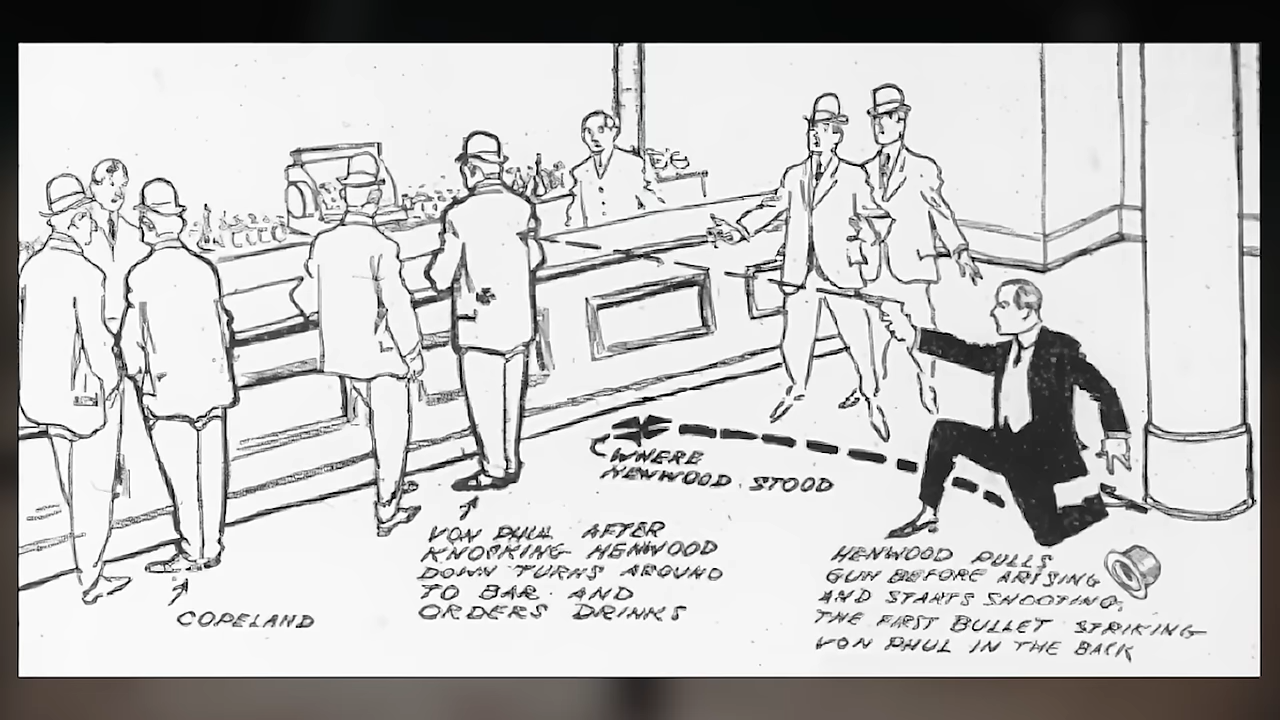 COPELAND
VON PHUL AFTER
KNOCKING HENWOOD
DOWN TURNS AROUND
TO BAR AND
ORDERS DRINKS
WHERE
HENWOOD STOOD
HENWOOD PULLS
GUN BEFORE ARISING
AND STARTS SHOOTING,
THE FIRST BULLET STRIKING
VON PHUL IN THE BACK